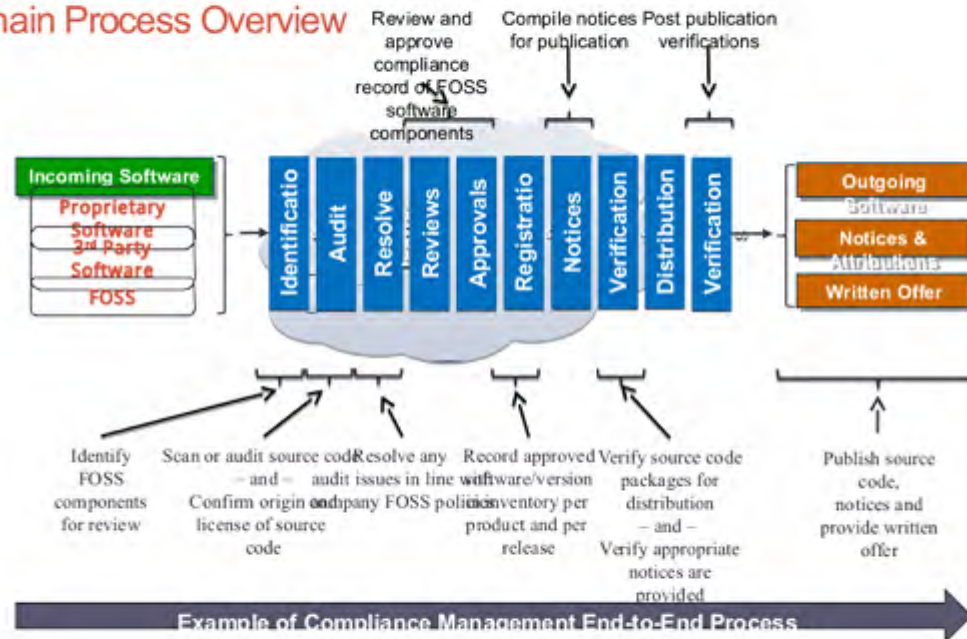 ain Process Overview
Review and
approve
compliance
record of FOSS
software
components
Compile notices
for publication
Post publication
verifications
Incoming Software
Proprietary
Software
3rd Party
Software
FOSS
Identificatio
Audit
Resolve
Reviews
Approvals
Registratio
Notices
Verification
Distribution
Verification
Outgoing
Software
Notices &
Attributions
Written Offer
Identify
FOSS
components
for review
Scan or audit source code
– and –
Confirm origin and
license of source
code
Resolve any
audit issues in line with
company FOSS policies
Record approved
software/version
in inventory per
product and per
release
Verify source code
packages for
distribution
– and –
Verify appropriate
notices are
provided
Publish source
code,
notices and
provide written
offer
Example of Compliance Management End-to-End Process